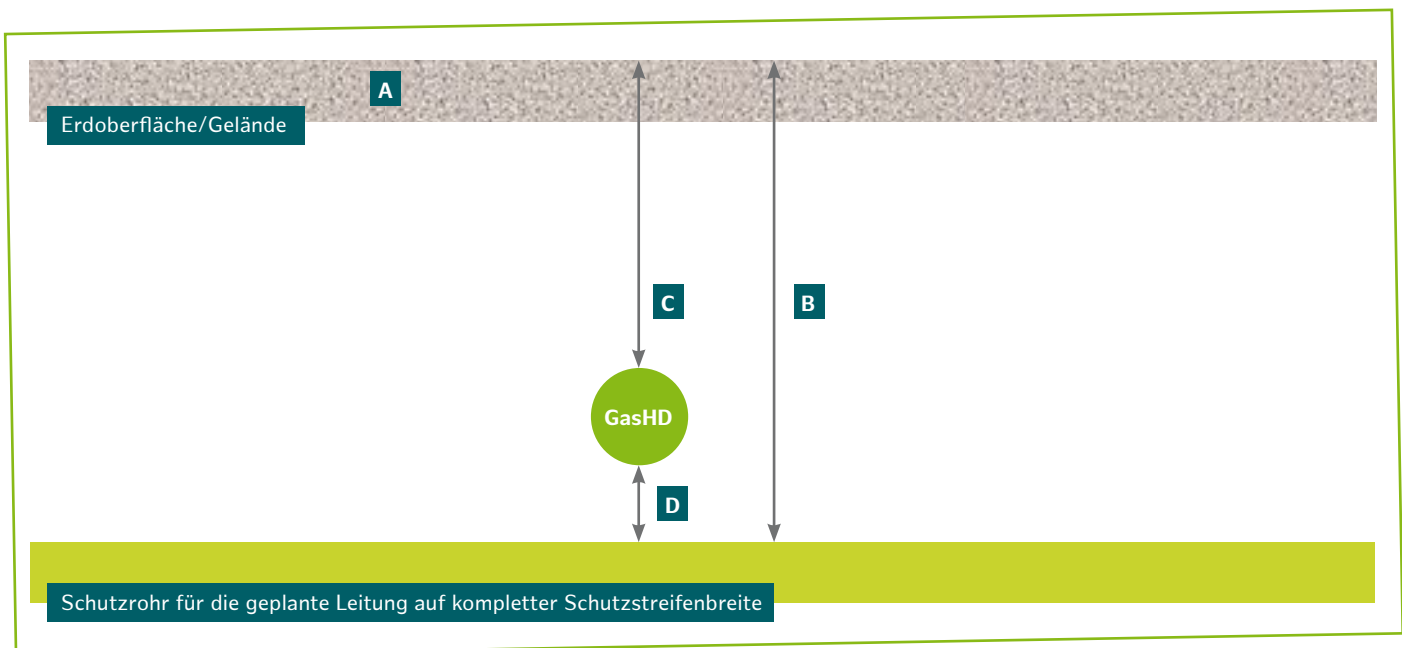 A
Erdoberfläche/Gelände
C
B
GasHD
D
Schutzrohr für die geplante Leitung auf kompletter Schutzstreifenbreite